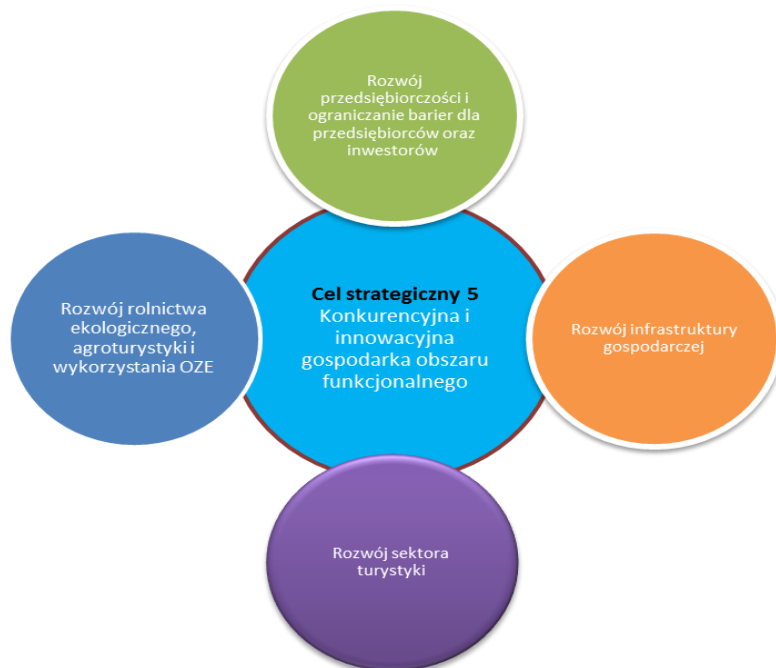 Rozwój
przedsiębiorczości i
ograniczanie barier dla
przedsiębiorców oraz
inwestorów
Rozwój rolnictwa
ekologicznego,
agroturystyki i
wykorzystania OZE
Cel strategiczny 5
Konkurencyjna i
innowacyjna
gospodarka obszaru
funkcjonalnego
Rozwój infrastruktury
gospodarczej
Rozwój sektora
turystyki